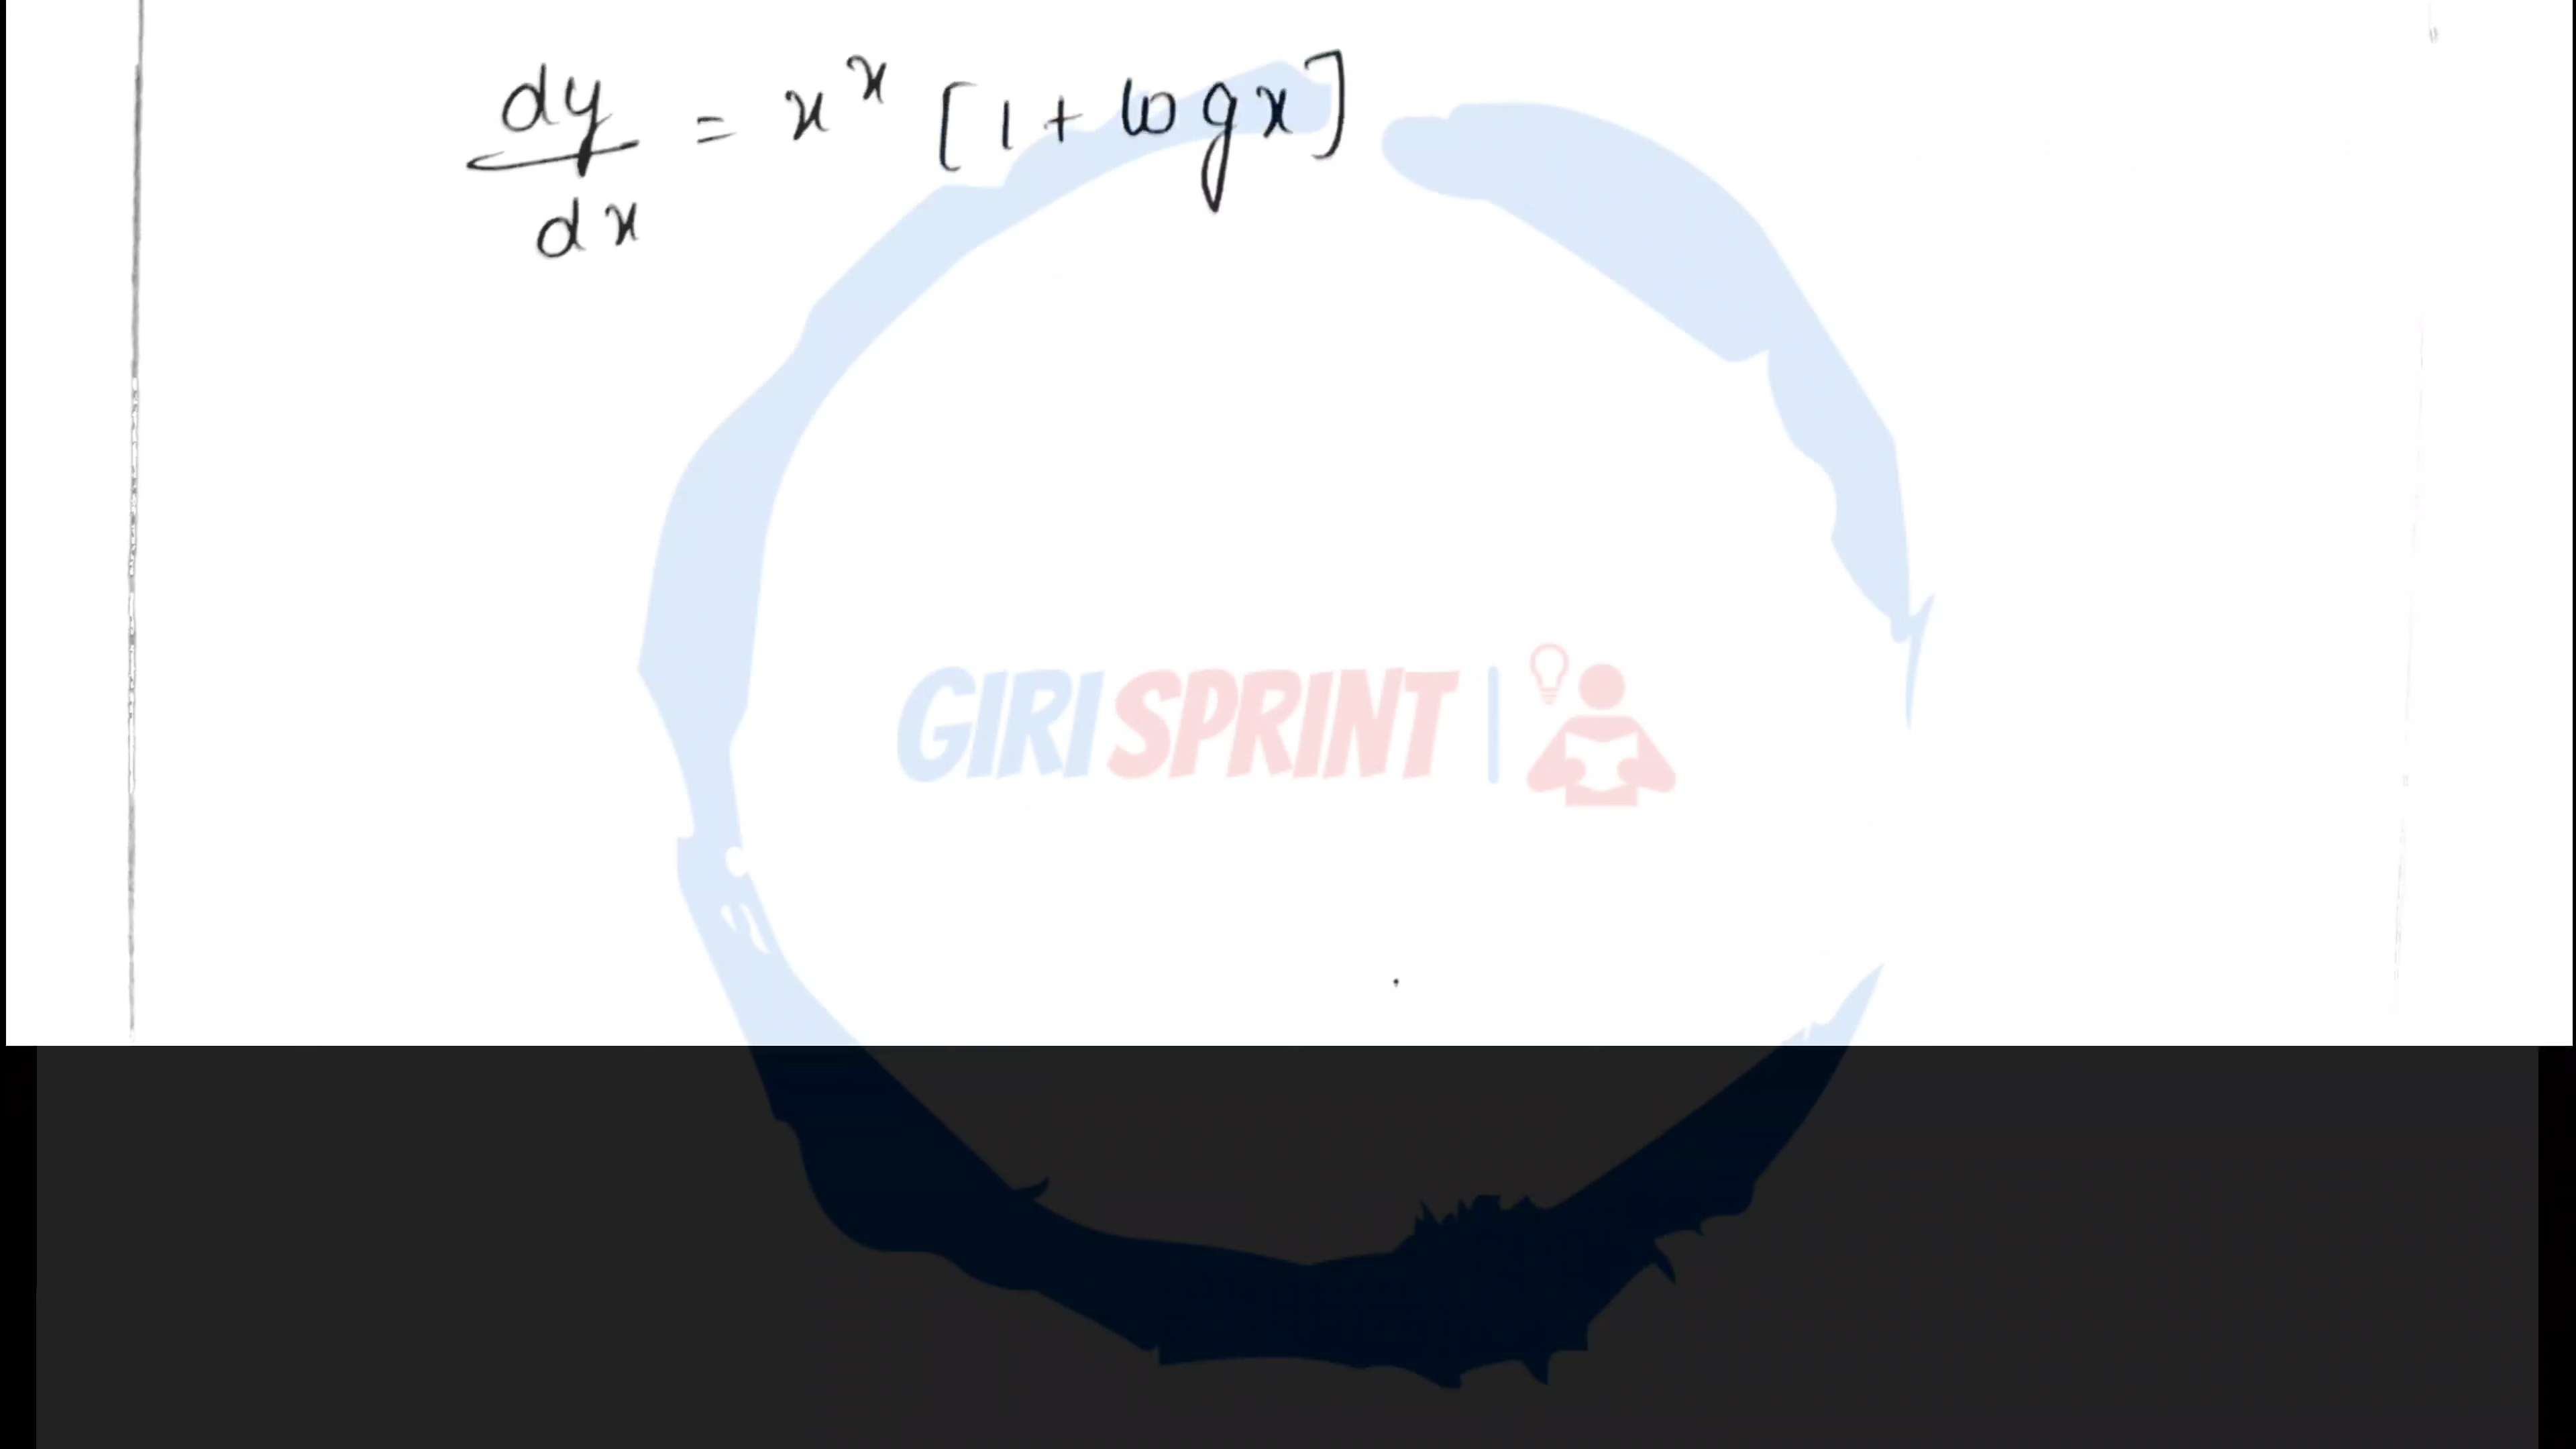 dy/dx = x^x [1 + log x]
GIRISPRINT